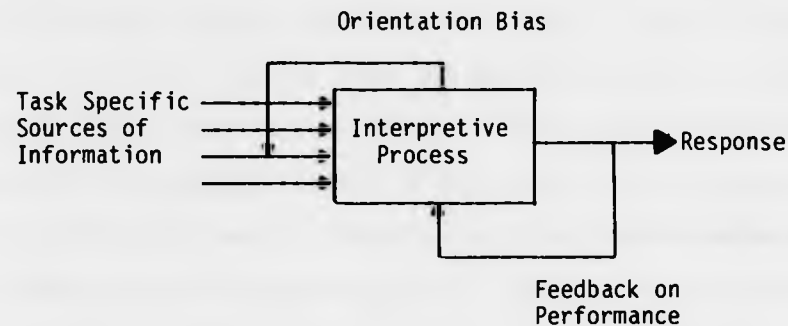 Orientation Bias
Task Specific
Sources of
Information
Interpretive
Process
Response
Feedback on
Performance